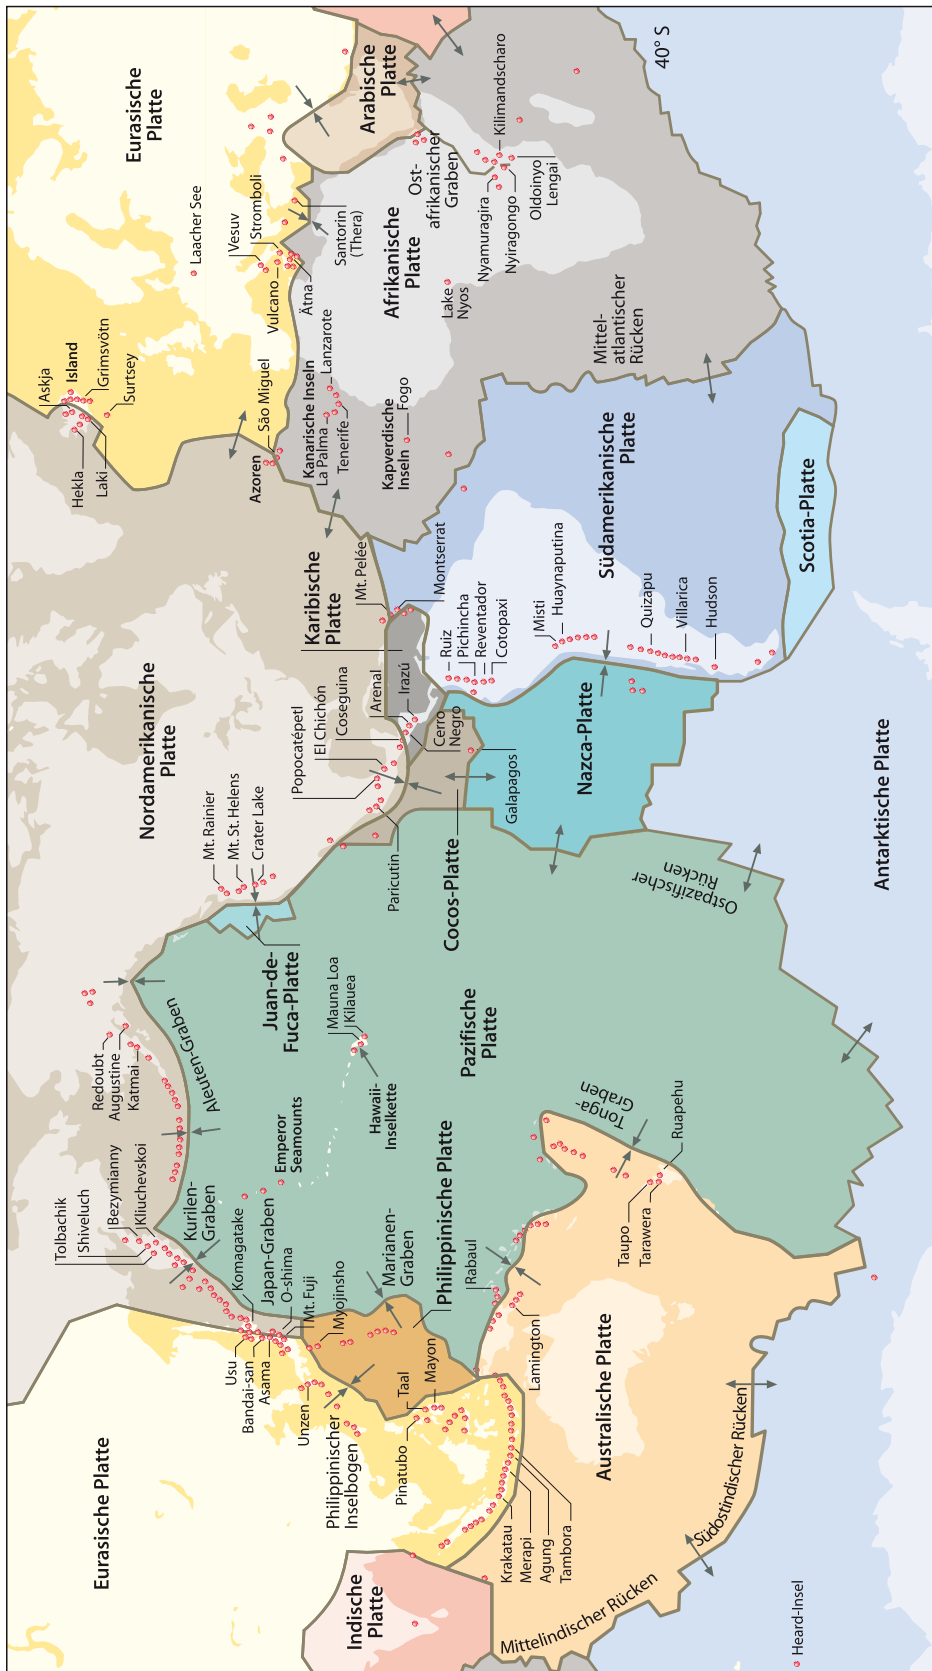 Eurasische Platte
Indische
Platte
Mittelindischer Rücken
Südostindischer Rücken
Heard-Insel
Australische Platte
Krakatau
Merapi
Agung
Tambora
Pinatubo
Taal
Mayon
Philippinischer
Inselbogen
Unzen
Usu
Bandai-san
Asama
Komagatake
Japan-Graben
O-shima
Mt. Fuji
Myojinsho
Marianen-
Graben
Philippinische Platte
Rabaul
Lamington
Taupo
Tarawera
Ruapehu
Tonga-
Graben
Tolbachik
Shiveluch
Bezymianny
Kliuchevskoi
Kurilen-
Graben
Emperor
Seamounts
Hawaii-
Inselkette
Mauna Loa
Kilauea
Redoubt
Augustine
Katmai
Aleuten-Graben
Pazifische
Platte
Juan-de-
Fuca-Platte
Mt. Rainier
Mt. St. Helens
Crater Lake
Nordamerikanische
Platte
Paricutin
Popocatépetl
El Chichón
Coseguina
Arenal
Irazú
Cerro
Negro
Cocos-Platte
Galapagos
Nazca-Platte
Ostpazifischer
Rücken
Antarktische Platte
Karibische
Platte
Mt. Pelée
Montserrat
Ruiz
Pichincha
Reventador
Cotopaxi
Misti
Huaynaputina
Quizapu
Villarica
Hudson
Südamerikanische
Platte
Scotia-Platte
Hekla
Laki
Askja
Island
Grimsvötn
Surtsey
Azoren
São Miguel
Kanarische Inseln
La Palma
Lanzarote
Tenerife
Kapverdische
Inseln
Fogo
Mittel-
atlantischer
Rücken
Laacher See
Vesuv
Stromboli
Vulcano
Ätna
Santorin
(Thera)
Afrikanische
Platte
Lake
Nyos
Nyamuragira
Nyiragongo
Oldoinyo
Lengai
Kilimandscharo
Ost-
afrikanischer
Graben
Eurasische
Platte
Arabische
Platte
40° S